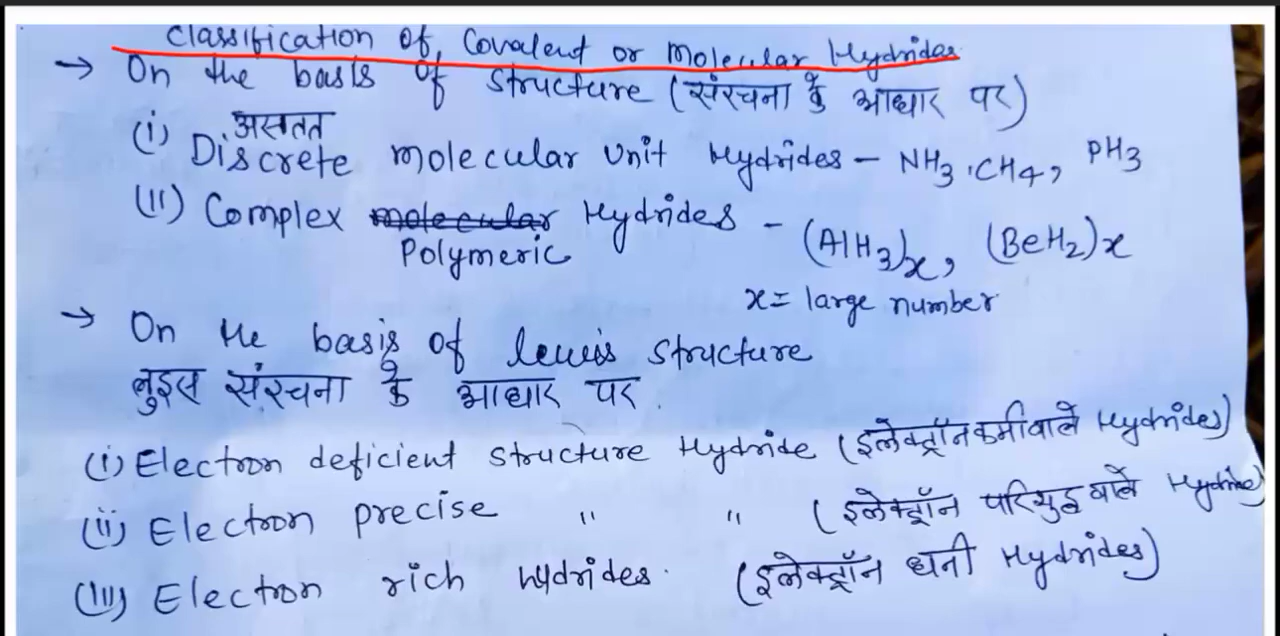 Classification of, Covalent or Molecular Hydrides
→ On the basis of Structure (संरचना के आधार पर)
असतत
(i) Discrete molecular Unit Hydrides – NH3, CH4, PH3
(II) Complex molecular Hydrides – (AlH3)x, (BeH2)x
Polymeric
x = large number
→ On the basis of lewis structure
लुइस संरचना के आधार पर.
(i) Electron deficient structure Hydride (इलेक्ट्रॉन कमी वाले Hydrides)
(ii) Electron precise " " (इलेक्ट्रॉन परिशुद्ध वाले Hydride)
(III) Electron rich hydrides. (इलेक्ट्रॉन धनी Hydrides)